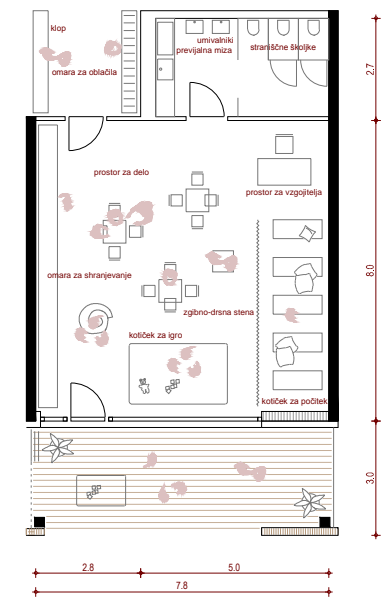 klop
umivalniki
previjalna miza
straniščne školjke
omara za oblačila
2.7
prostor za delo
prostor za vzgojitelja
8.0
omara za shranjevanje
zgibno-drsna stena
kotiček za igro
kotiček za počitek
3.0
2.8
5.0
7.8